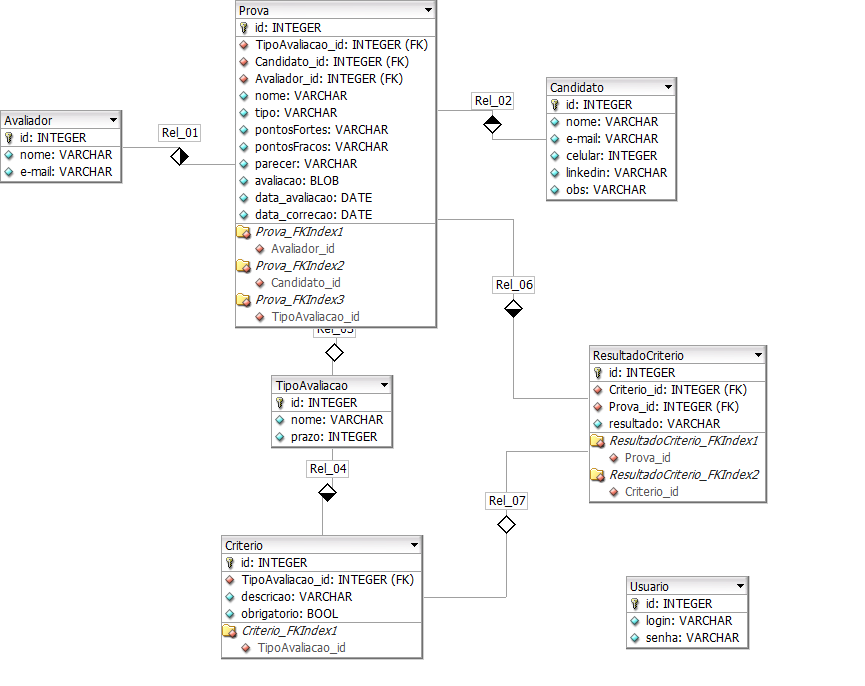 Prova
id: INTEGER
TipoAvaliacao_id: INTEGER (FK)
Candidato_id: INTEGER (FK)
Avaliador_id: INTEGER (FK)
nome: VARCHAR
tipo: VARCHAR
pontosFortes: VARCHAR
pontosFracos: VARCHAR
parecer: VARCHAR
avaliacao: BLOB
data_avaliacao: DATE
data_correcao: DATE
Prova_FKIndex1
Avaliador_id
Prova_FKIndex2
Candidato_id
Prova_FKIndex3
TipoAvaliacao_id
Avaliador
id: INTEGER
nome: VARCHAR
e-mail: VARCHAR
Rel_01
Rel_02
Candidato
id: INTEGER
nome: VARCHAR
e-mail: VARCHAR
celular: INTEGER
linkedin: VARCHAR
obs: VARCHAR
Rel_06
Rel_03
TipoAvaliacao
id: INTEGER
nome: VARCHAR
prazo: INTEGER
ResultadoCriterio
id: INTEGER
Criterio_id: INTEGER (FK)
Prova_id: INTEGER (FK)
resultado: VARCHAR
ResultadoCriterio_FKIndex1
Prova_id
ResultadoCriterio_FKIndex2
Criterio_id
Rel_04
Rel_07
Criterio
id: INTEGER
TipoAvaliacao_id: INTEGER (FK)
descricao: VARCHAR
obrigatorio: BOOL
Criterio_FKIndex1
TipoAvaliacao_id
Usuario
id: INTEGER
login: VARCHAR
senha: VARCHAR